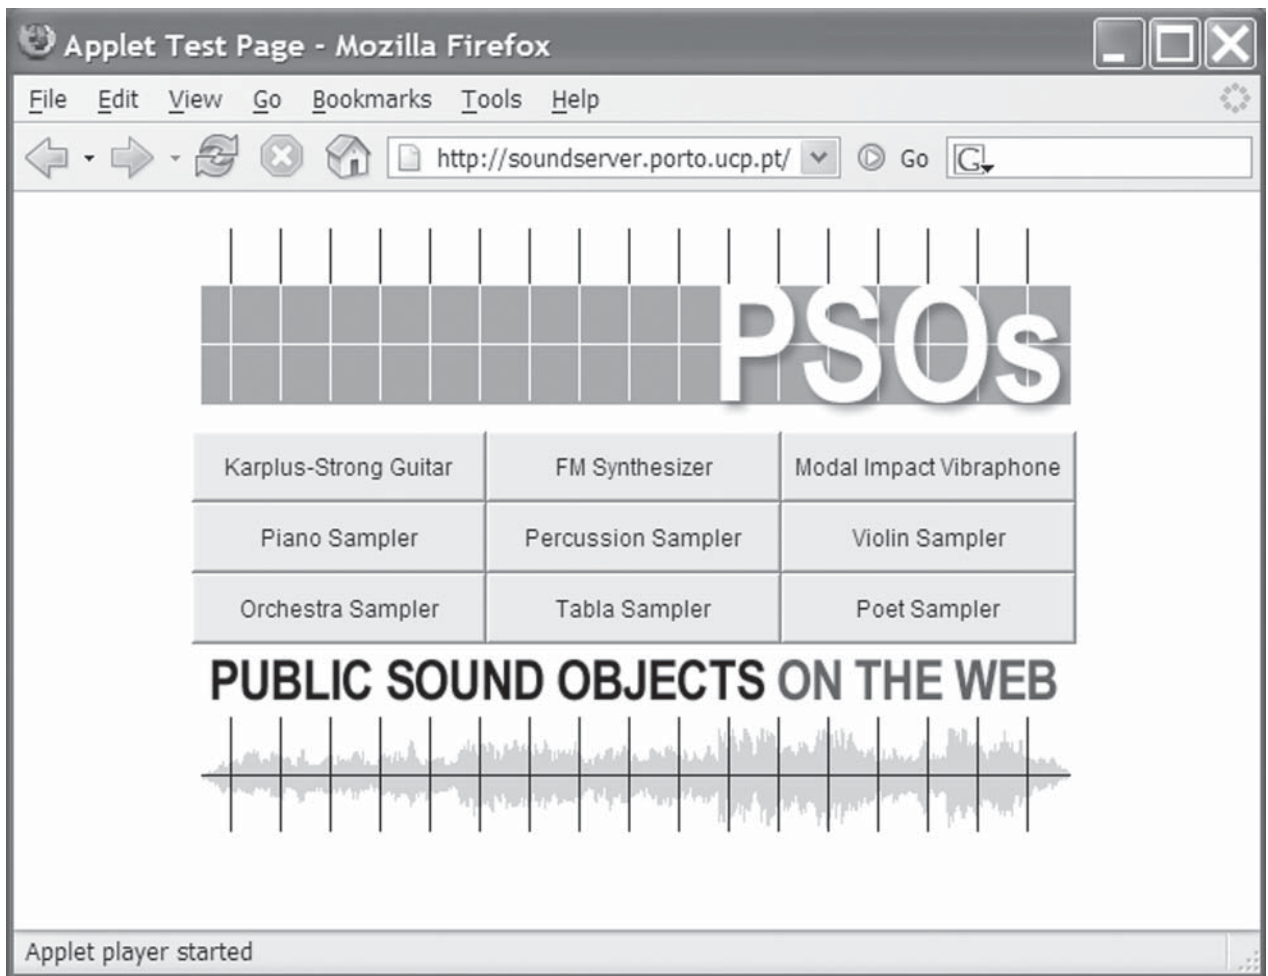 Applet Test Page - Mozilla Firefox
File Edit View Go Bookmarks Tools Help
http://soundserver.porto.ucp.pt/ Go G
PSOs
Karplus-Strong Guitar FM Synthesizer Modal Impact Vibraphone
Piano Sampler Percussion Sampler Violin Sampler
Orchestra Sampler Tabla Sampler Poet Sampler
PUBLIC SOUND OBJECTS ON THE WEB
Applet player started